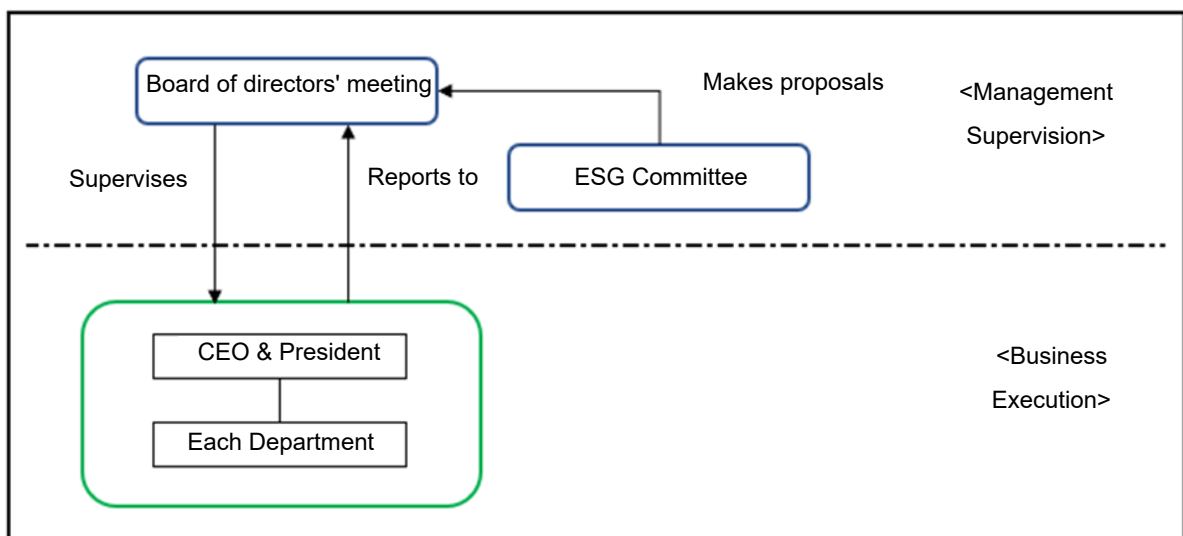 Board of directors' meeting
Makes proposals
<Management
Supervision>
Supervises
Reports to
ESG Committee
CEO & President
<Business
Execution>
Each Department